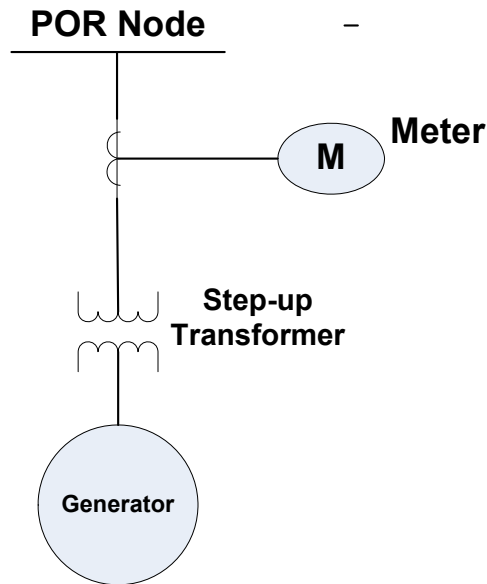 POR Node –
Meter
M
Step-up
Transformer
Generator